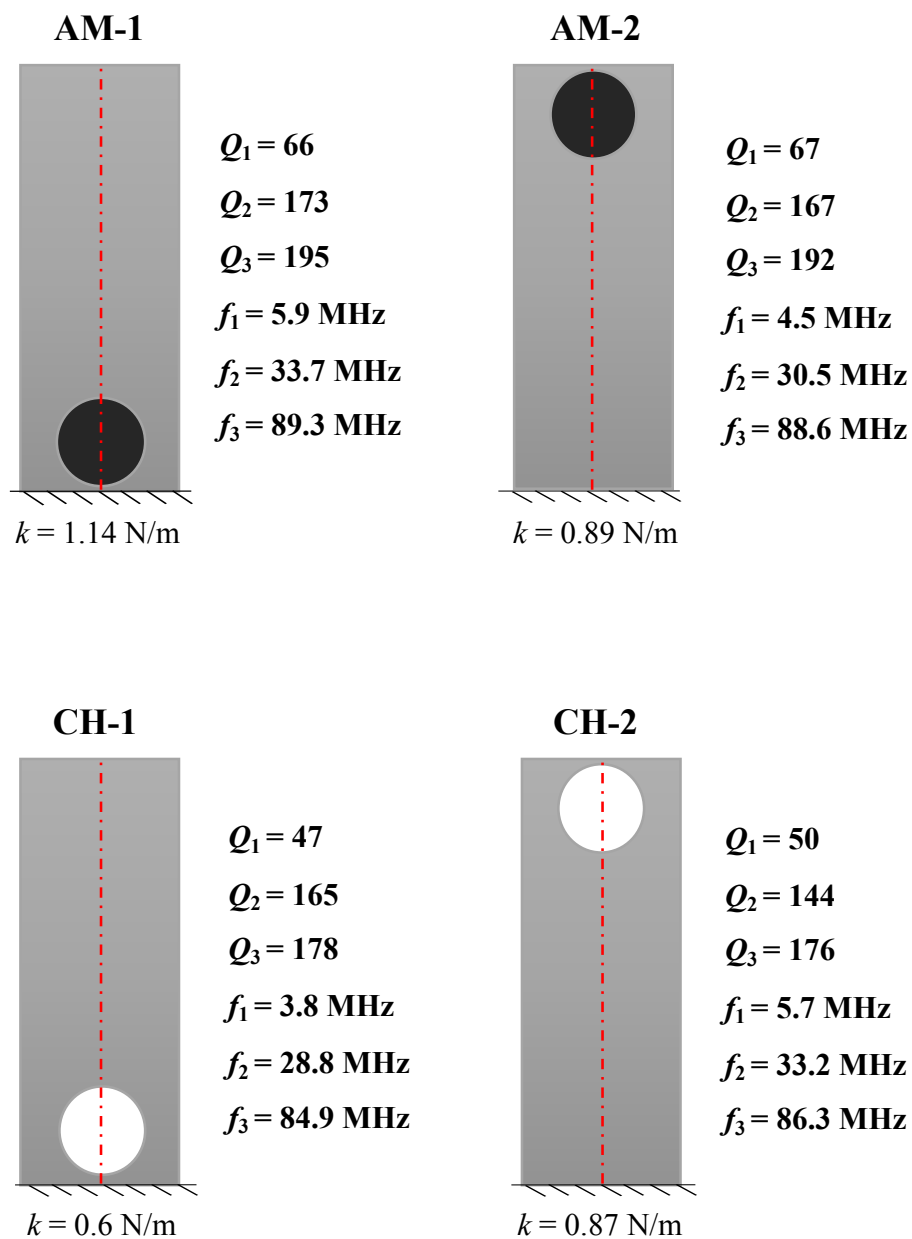 AM-1
Q₁ = 66
Q₂ = 173
Q₃ = 195
f₁ = 5.9 MHz
f₂ = 33.7 MHz
f₃ = 89.3 MHz
k = 1.14 N/m
AM-2
Q₁ = 67
Q₂ = 167
Q₃ = 192
f₁ = 4.5 MHz
f₂ = 30.5 MHz
f₃ = 88.6 MHz
k = 0.89 N/m
CH-1
Q₁ = 47
Q₂ = 165
Q₃ = 178
f₁ = 3.8 MHz
f₂ = 28.8 MHz
f₃ = 84.9 MHz
k = 0.6 N/m
CH-2
Q₁ = 50
Q₂ = 144
Q₃ = 176
f₁ = 5.7 MHz
f₂ = 33.2 MHz
f₃ = 86.3 MHz
k = 0.87 N/m